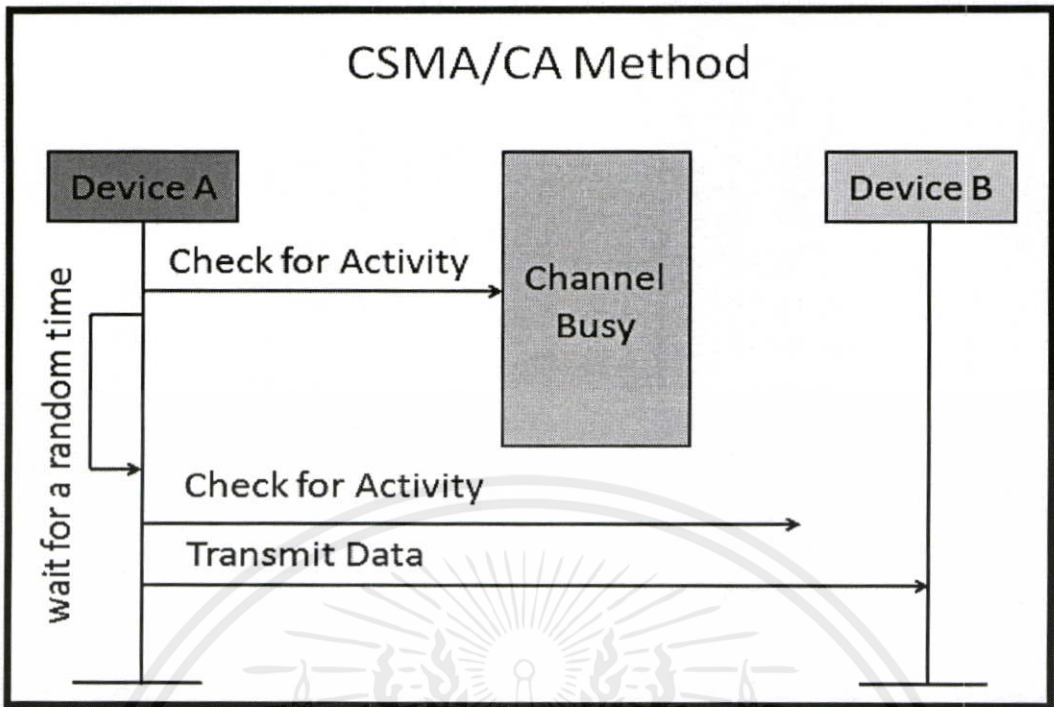 CSMA/CA Method
Device A
Device B
Check for Activity
Channel
Busy
wait for a random time
Check for Activity
Transmit Data